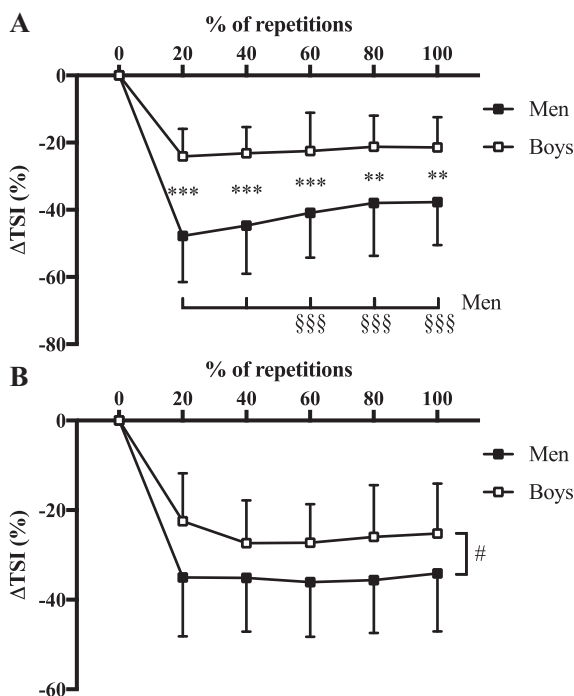 A
% of repetitions
0 20 40 60 80 100
0
-20
-40
-60
-80
ΔTSI (%)
Men
Boys
*** *** *** ** **
Men
§§§ §§§ §§§
B
% of repetitions
0 20 40 60 80 100
0
-20
-40
-60
ΔTSI (%)
Men
Boys
#